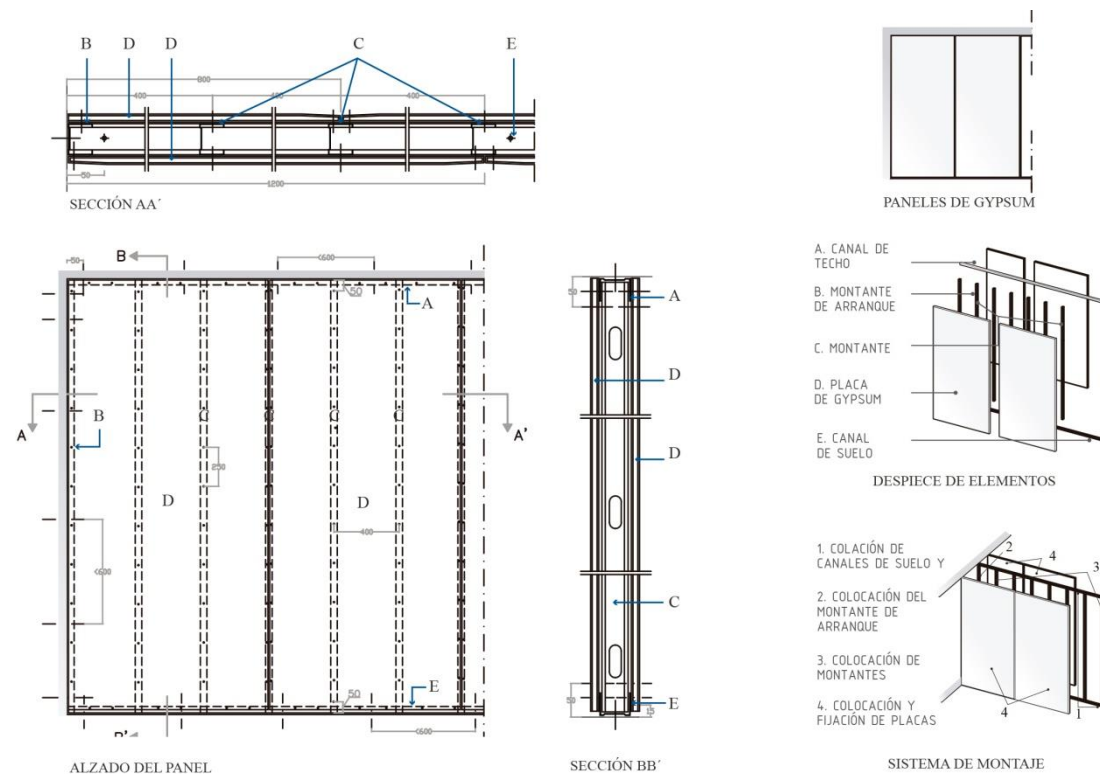 B D D C E
800
400 400 400
50
1200
SECCIÓN AA´
PANELES DE GYPSUM
B
50
<600
50
A
A
B
C C C C
A'
250
D D
400
<600
50
E
B'
<600
ALZADO DEL PANEL
50
A
D
D
C
50
E
15
SECCIÓN BB´
A. CANAL DE
TECHO
B. MONTANTE
DE ARRANQUE
C. MONTANTE
D. PLACA
DE GYPSUM
E. CANAL
DE SUELO
DESPIECE DE ELEMENTOS
1. COLACIÓN DE
CANALES DE SUELO Y
2. COLOCACIÓN DEL
MONTANTE DE
ARRANQUE
3. COLOCACIÓN DE
MONTANTES
4. COLOCACIÓN Y
FIJACIÓN DE PLACAS
2
4
3
4
1
SISTEMA DE MONTAJE